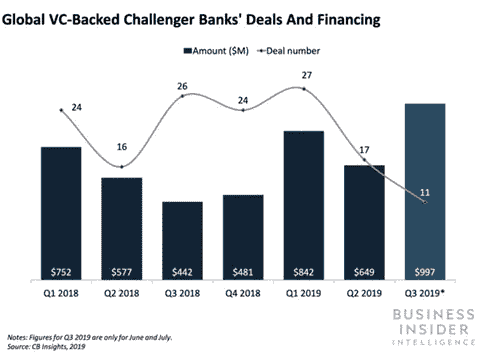 Global VC-Backed Challenger Banks' Deals And Financing
Amount ($M) Deal number
24 16 26 24 27 17 11
$752 $577 $442 $481 $842 $649 $997
Q1 2018 Q2 2018 Q3 2018 Q4 2018 Q1 2019 Q2 2019 Q3 2019*
Notes: Figures for Q3 2019 are only for June and July.
Source: CB Insights, 2019
BUSINESS
INSIDER
INTELLIGENCE